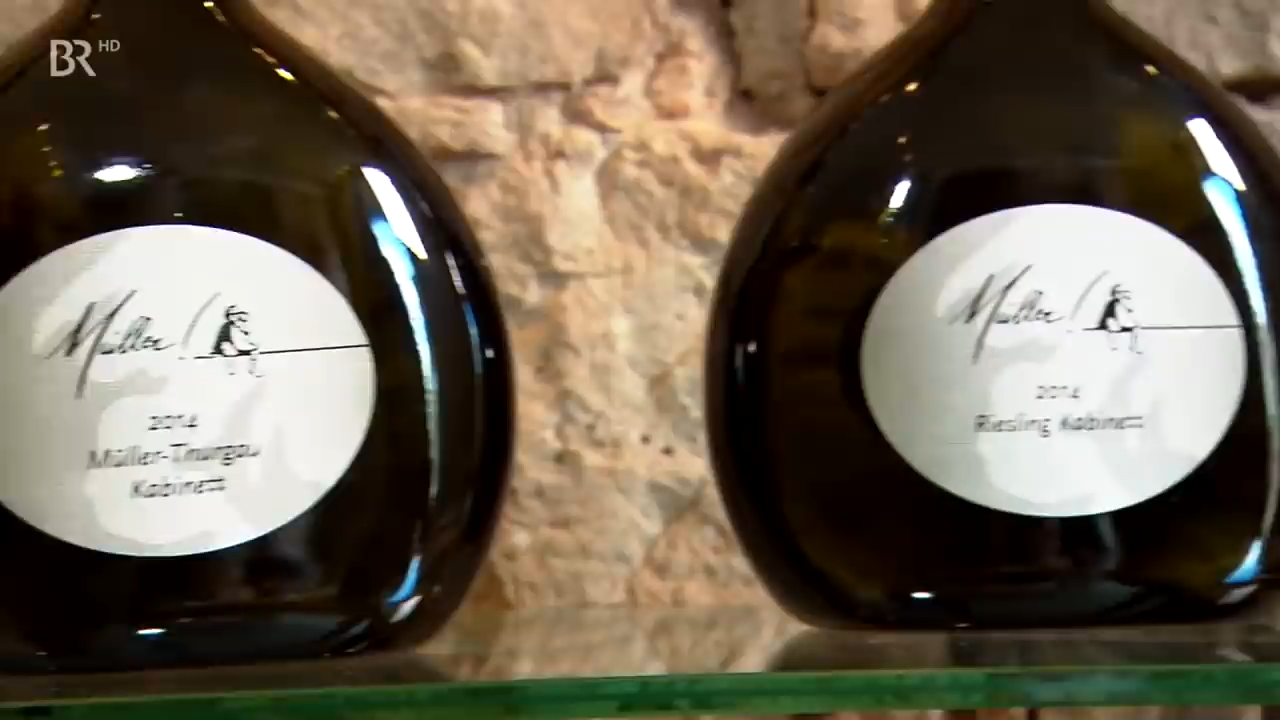 BR HD
Müller!
2014
Müller-Thurgau
Kabinett
Müller!
2014
Riesling Kabinett